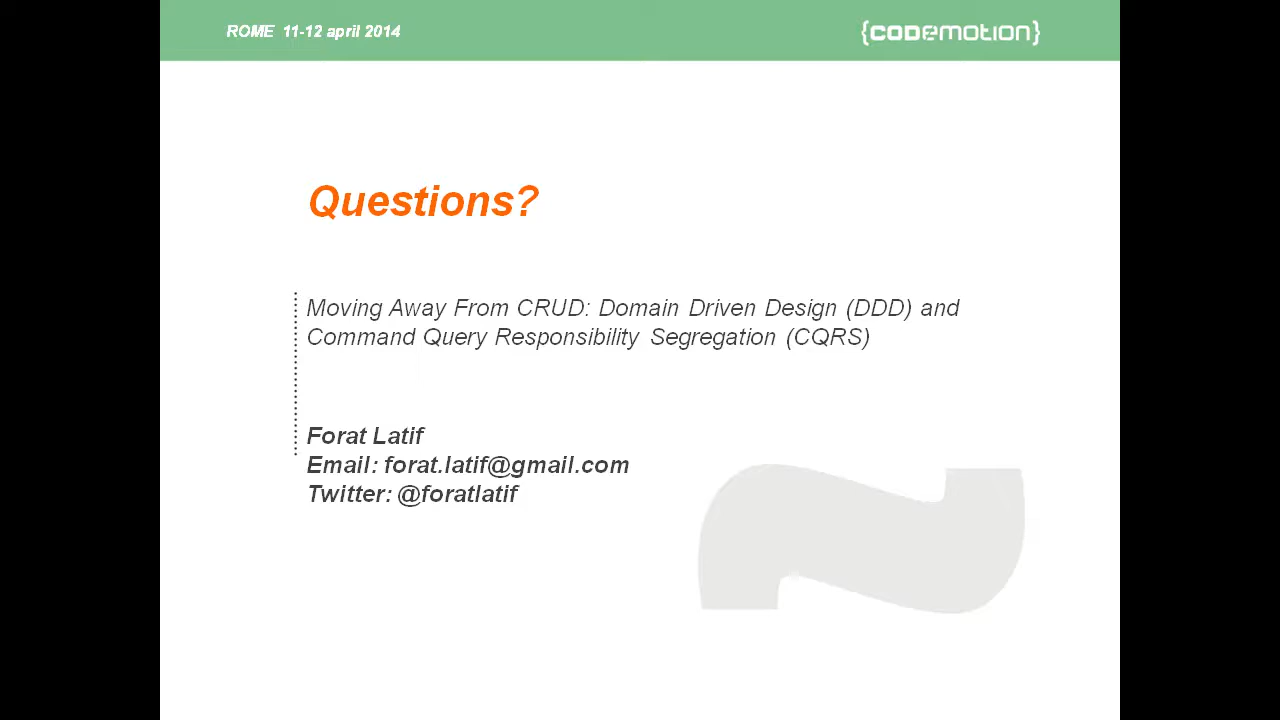 ROME 11-12 april 2014
{CODEMOTION}
Questions?
Moving Away From CRUD: Domain Driven Design (DDD) and
Command Query Responsibility Segregation (CQRS)
Forat Latif
Email: forat.latif@gmail.com
Twitter: @foratlatif